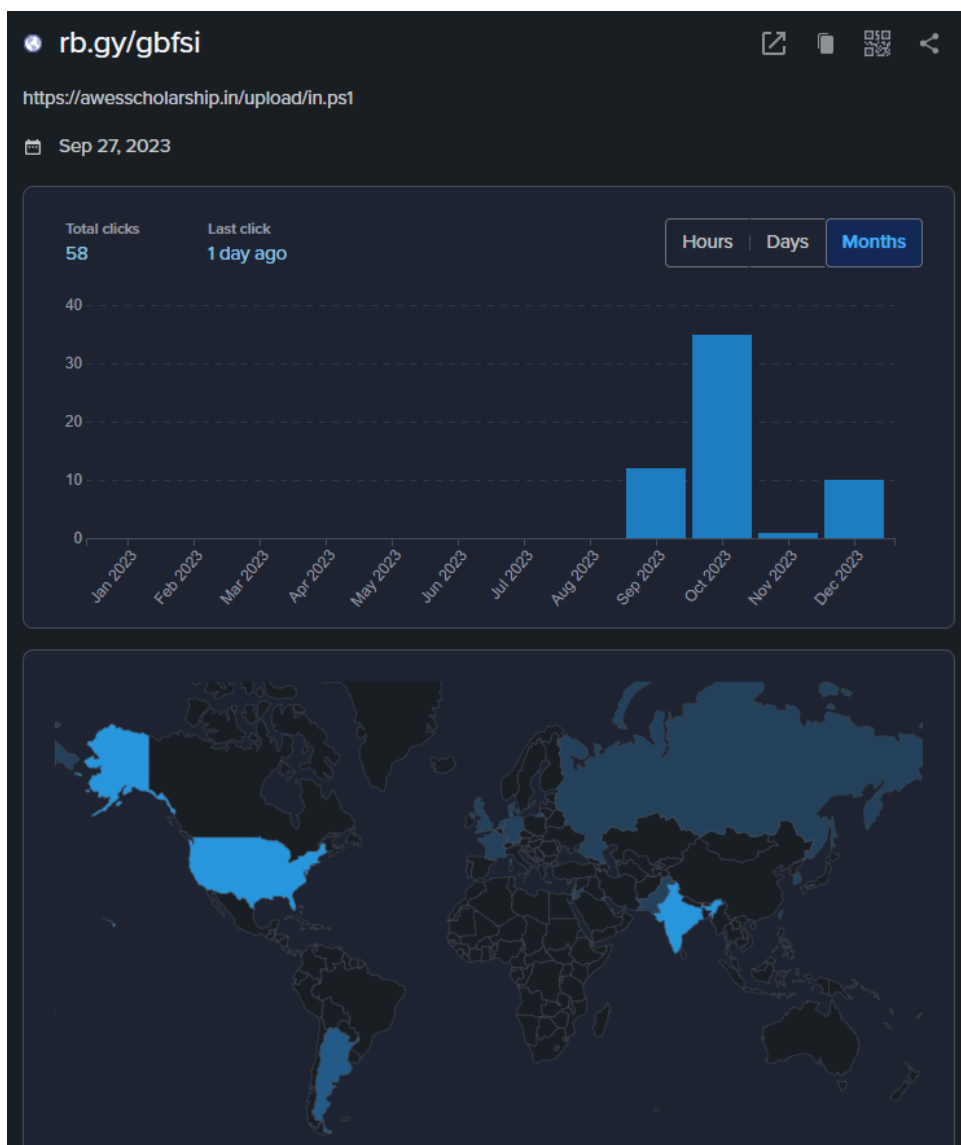 rb.gy/gbfsi
https://awesscholarship.in/upload/in.ps1
Sep 27, 2023
Total clicks
58
Last click
1 day ago
Hours
Days
Months
40
30
20
10
0
Jan 2023
Feb 2023
Mar 2023
Apr 2023
May 2023
Jun 2023
Jul 2023
Aug 2023
Sep 2023
Oct 2023
Nov 2023
Dec 2023